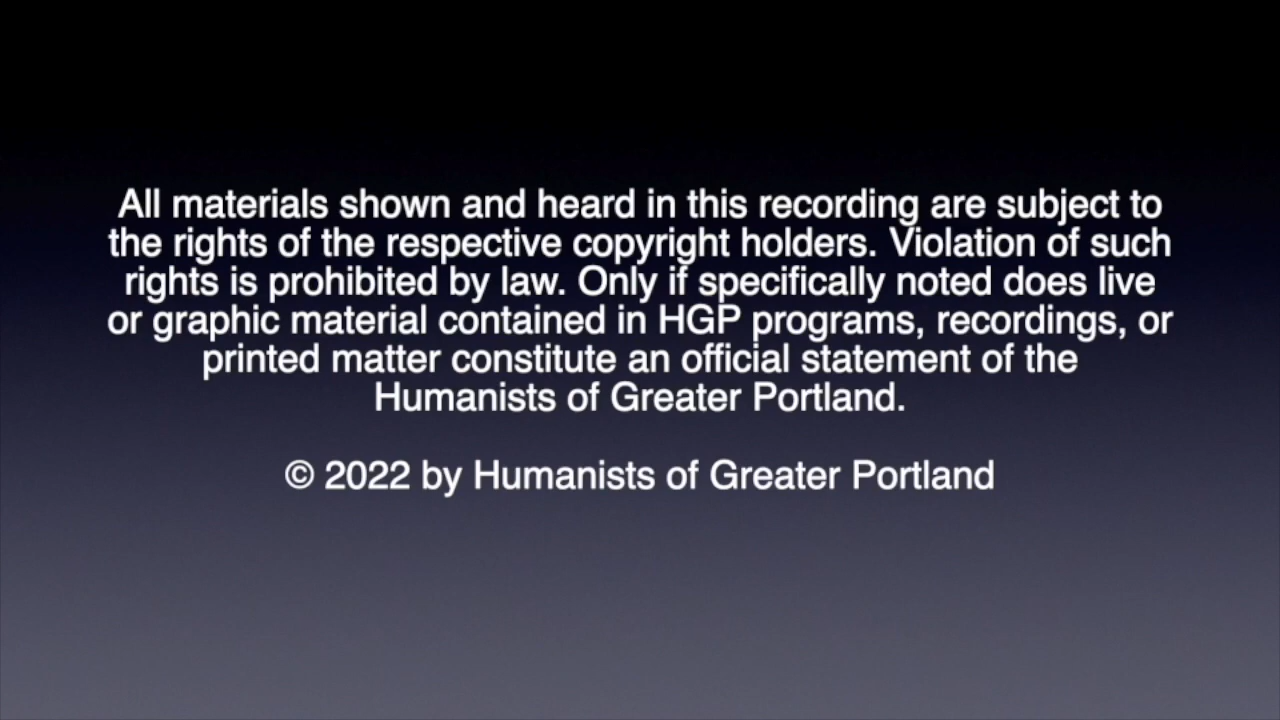 All materials shown and heard in this recording are subject to
the rights of the respective copyright holders. Violation of such
rights is prohibited by law. Only if specifically noted does live
or graphic material contained in HGP programs, recordings, or
printed matter constitute an official statement of the
Humanists of Greater Portland.
© 2022 by Humanists of Greater Portland